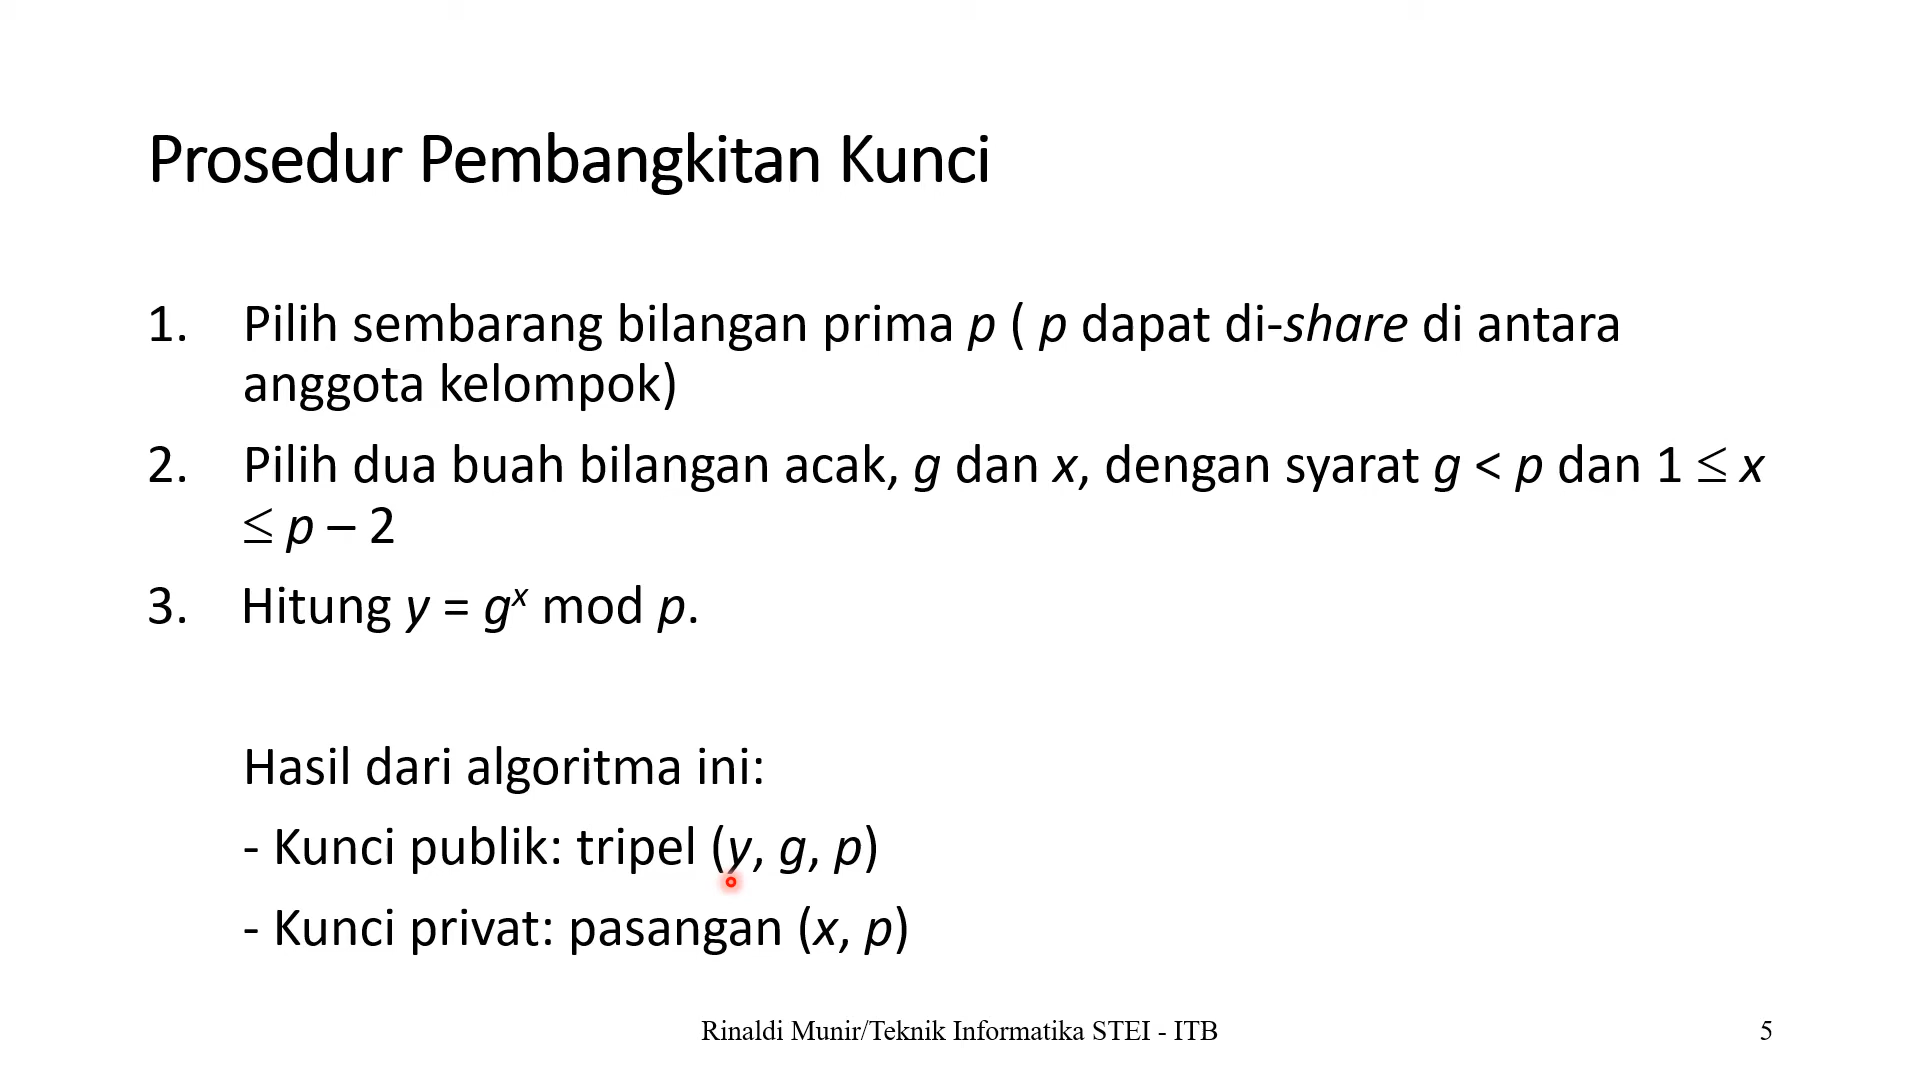 Prosedur Pembangkitan Kunci
1. Pilih sembarang bilangan prima p ( p dapat di-share di antara
anggota kelompok)
2. Pilih dua buah bilangan acak, g dan x, dengan syarat g < p dan 1 ≤ x
≤ p – 2
3. Hitung y = gˣ mod p.
Hasil dari algoritma ini:
- Kunci publik: tripel (y, g, p)
- Kunci privat: pasangan (x, p)
Rinaldi Munir/Teknik Informatika STEI - ITB
5